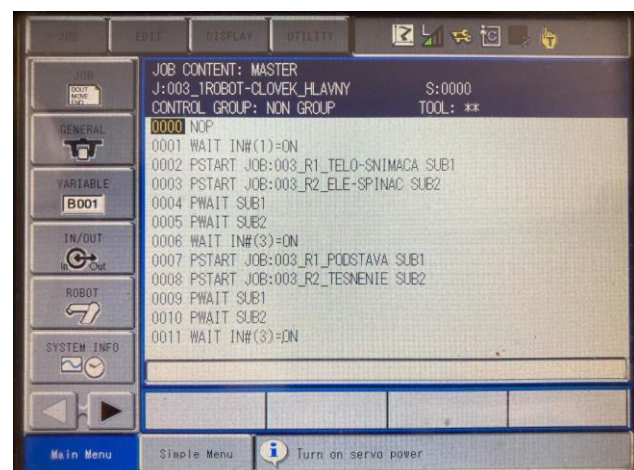 JOB EDIT DISPLAY UTILITY
JOB
DOUT
MOVE
END
GENERAL
VARIABLE
B001
IN/OUT
In Out
ROBOT
SYSTEM INFO
JOB CONTENT: MASTER
J:003_1ROBOT-CLOVEK_HLAVNY S:0000
CONTROL GROUP: NON GROUP TOOL: **
0000 NOP
0001 WAIT IN#(1)=ON
0002 PSTART JOB:003_R1_TELO-SNIMACA SUB1
0003 PSTART JOB:003_R2_ELE-SPINAC SUB2
0004 PWAIT SUB1
0005 PWAIT SUB2
0006 WAIT IN#(3)=ON
0007 PSTART JOB:003_R1_PODSTAVA SUB1
0008 PSTART JOB:003_R2_TESNENIE SUB2
0009 PWAIT SUB1
0010 PWAIT SUB2
0011 WAIT IN#(3)=ON
Main Menu Simple Menu Turn on servo power